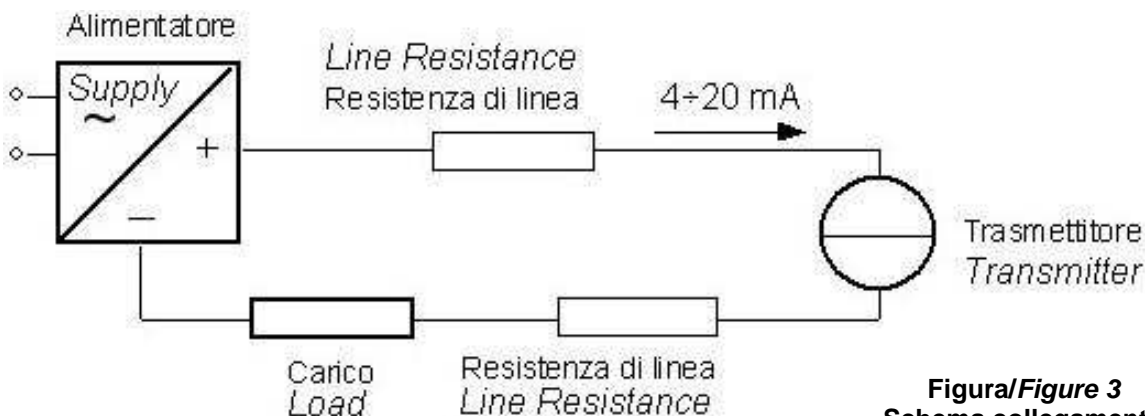 Alimentatore
Supply
~
+
—
Line Resistance
Resistenza di linea
4÷20 mA
Trasmettitore
Transmitter
Carico
Load
Resistenza di linea
Line Resistance
Figura/Figure 3